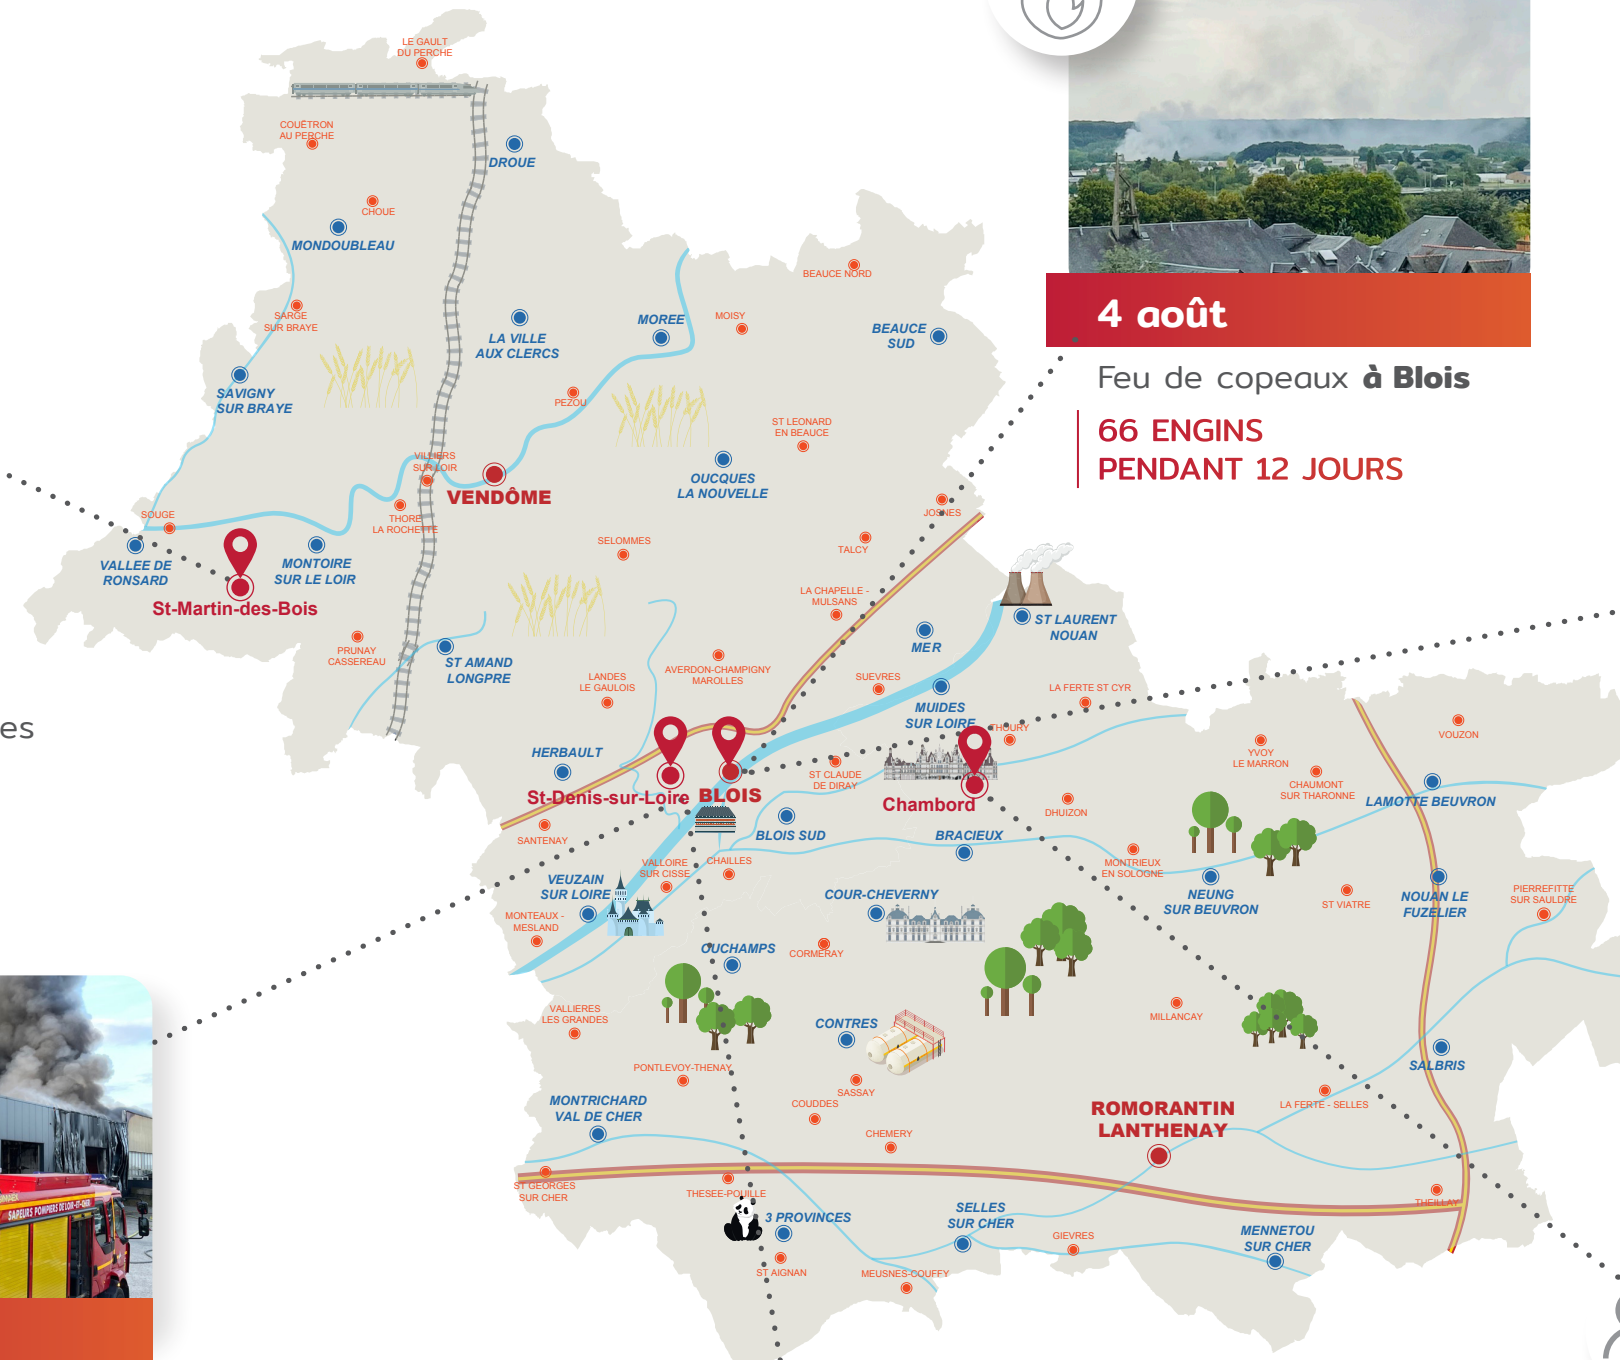 LE GAULT
DU PERCHE
COUËTRON
AU PERCHE
DROUE
CHOUE
MONDOUBLEAU
BEAUCE NORD
SARGE
SUR BRAYE
LA VILLE
AUX CLERCS
MOREE
MOISY
BEAUCE
SUD
4 août
Feu de copeaux à Blois
66 ENGINS
PENDANT 12 JOURS
SAVIGNY
SUR BRAYE
PEZOU
ST LEONARD
EN BEAUCE
VILLIERS
SUR LOIR
VENDÔME
OUCQUES
LA NOUVELLE
SOUGE
THORE
LA ROCHETTE
JOSNES
VALLEE DE
RONSARD
MONTOIRE
SUR LE LOIR
SELOMMES
TALCY
St-Martin-des-Bois
LA CHAPELLE -
MULSANS
ST LAURENT
NOUAN
PRUNAY
CASSEREAU
ST AMAND
LONGPRE
AVERDON-CHAMPIGNY
MAROLLES
MER
LANDES
LE GAULOIS
SUEVRES
LA FERTE ST CYR
MUIDES
SUR LOIRE
THOURY
es
VOUZON
HERBAULT
YVOY
LE MARRON
ST CLAUDE
DE DIRAY
CHAUMONT
SUR THARONNE
LAMOTTE BEUVRON
St-Denis-sur-Loire
BLOIS
Chambord
DHUIZON
SANTENAY
BLOIS SUD
BRACIEUX
VALLOIRE
SUR CISSE
CHAILLES
MONTRIEUX
EN SOLOGNE
VEUZAIN
SUR LOIRE
COUR-CHEVERNY
NEUNG
SUR BEUVRON
ST VIATRE
NOUAN LE
FUZELIER
PIERREFITTE
SUR SAULDRE
MONTEAUX -
MESLAND
OUCHAMPS
CORMERAY
VALLIERES
LES GRANDES
CONTRES
MILLANCAY
PONTLEVOY-THENAY
SALBRIS
SASSAY
MONTRICHARD
VAL DE CHER
COUDDES
ROMORANTIN
LANTHENAY
LA FERTE - SELLES
CHEMERY
ST GEORGES
SUR CHER
THESEE-POUILLE
THEILLAY
3 PROVINCES
SELLES
SUR CHER
GIEVRES
MENNETOU
SUR CHER
ST AIGNAN
MEUSNES-COUFFY
SAPEURS POMPIERS DE LOIR-ET-CHER